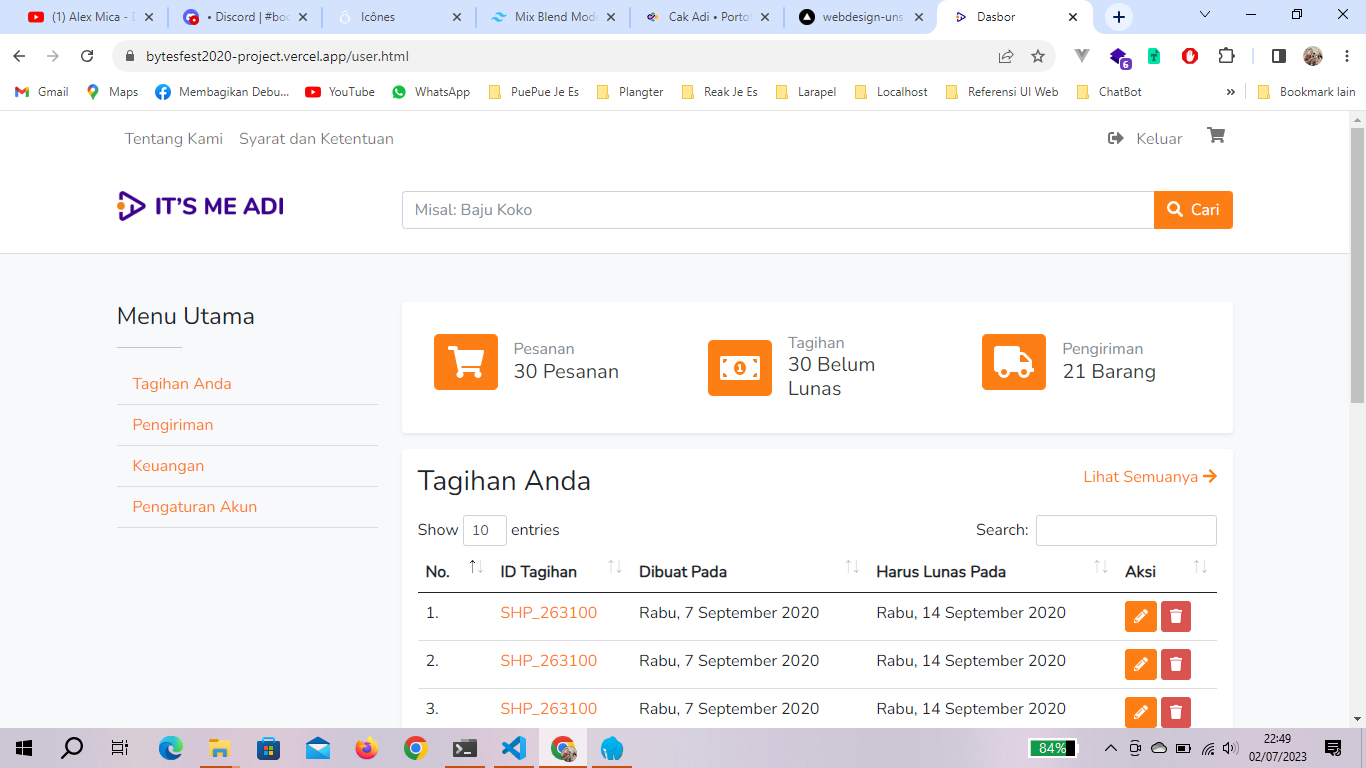 (1) Alex Mica - D
• Discord | #boo
Icônes
Mix Blend Mode
Cak Adi • Portof
webdesign-uns
Dasbor
bytesfest2020-project.vercel.app/user.html
6
Gmail
Maps
Membagikan Debu...
YouTube
WhatsApp
PuePue Je Es
Plangter
Reak Je Es
Larapel
Localhost
Referensi UI Web
ChatBot
»
Bookmark lain
Tentang Kami
Syarat dan Ketentuan
Keluar
IT'S ME ADI
Misal: Baju Koko
Cari
Menu Utama
Tagihan Anda
Pengiriman
Keuangan
Pengaturan Akun
Pesanan
30 Pesanan
1
Tagihan
30 Belum
Lunas
Pengiriman
21 Barang
Tagihan Anda
Lihat Semuanya
Show 10 entries
Search:
No. ID Tagihan Dibuat Pada Harus Lunas Pada Aksi
1. SHP_263100 Rabu, 7 September 2020 Rabu, 14 September 2020
2. SHP_263100 Rabu, 7 September 2020 Rabu, 14 September 2020
3. SHP_263100 Rabu, 7 September 2020 Rabu, 14 September 2020
84%
22:49
02/07/2023
3